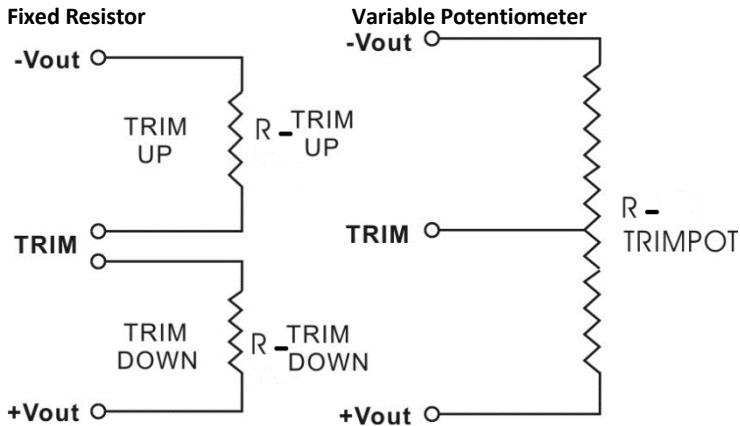 Fixed Resistor
-Vout
TRIM
UP
R -TRIM
UP
TRIM
TRIM
DOWN
R -TRIM
DOWN
+Vout
Variable Potentiometer
-Vout
TRIM
R -
TRIMPOT
+Vout